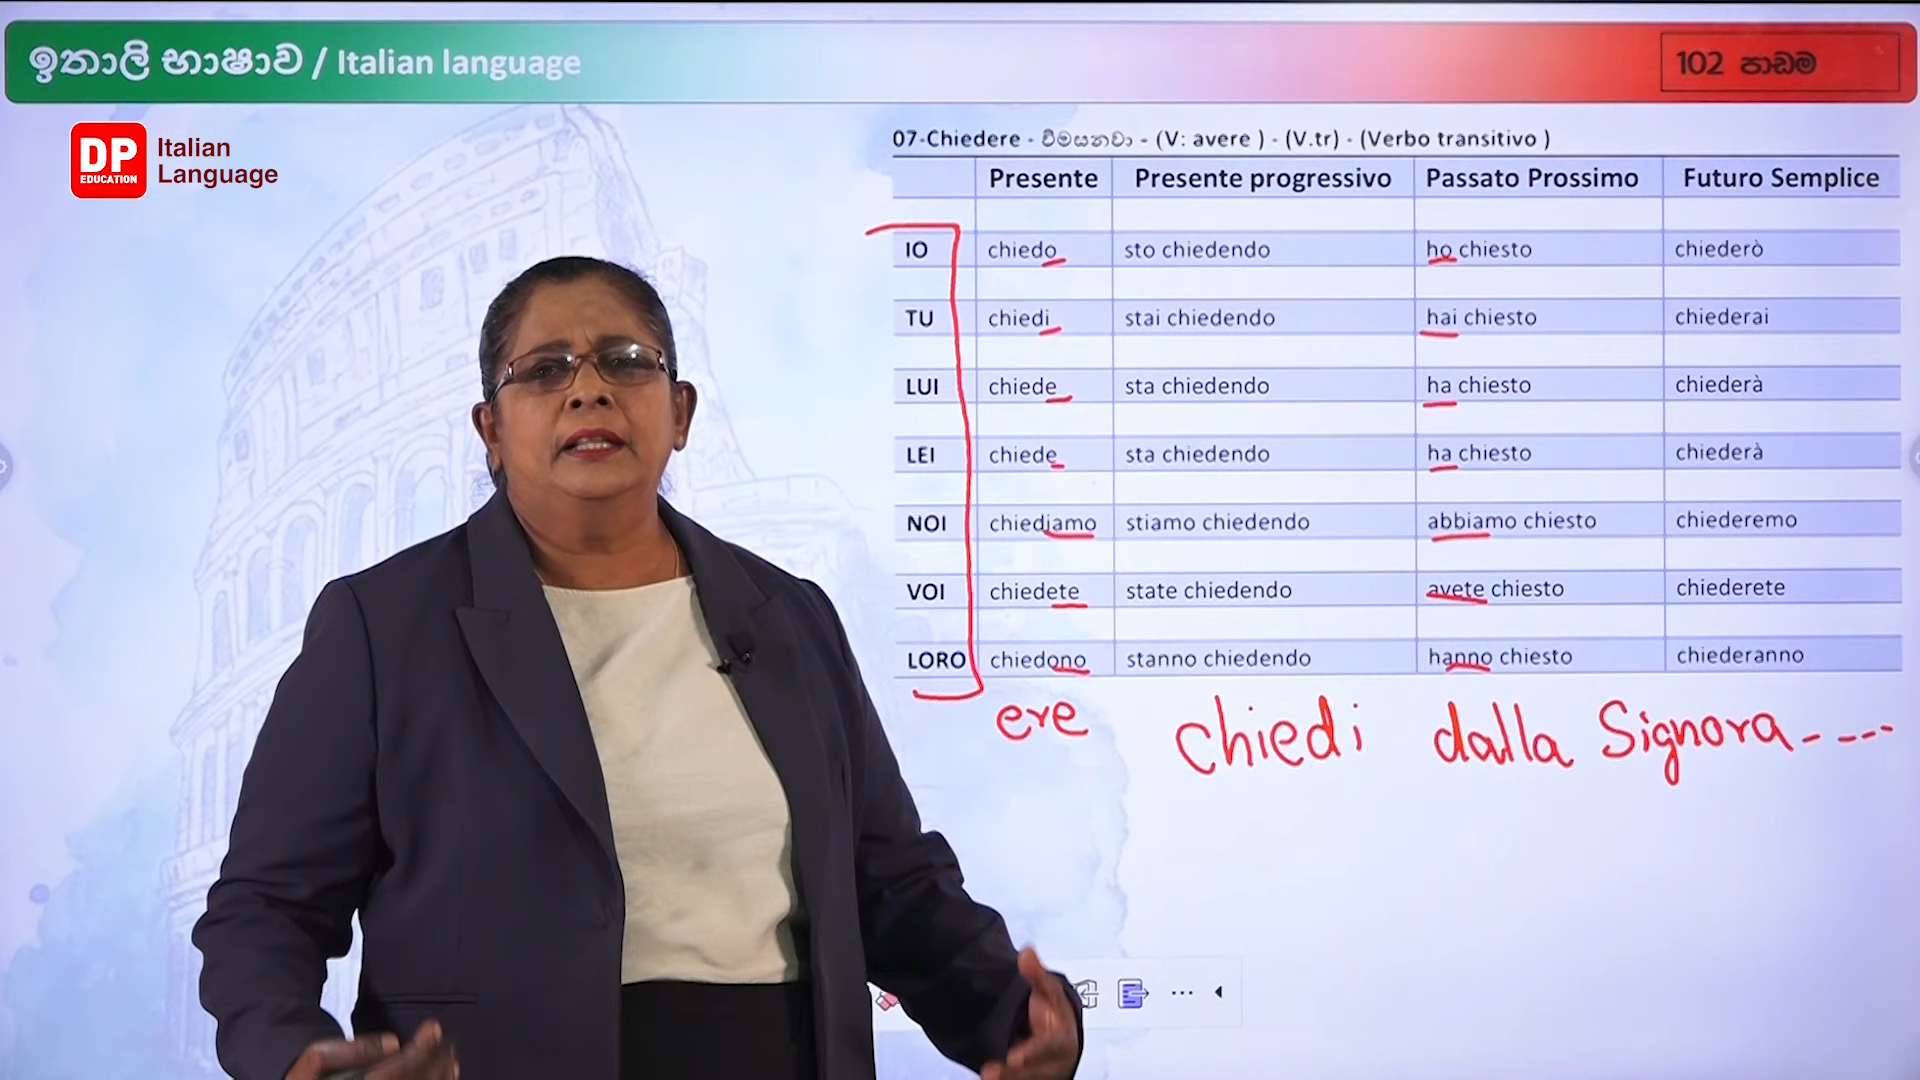 ඉතාලි භාෂාව / Italian language
102 පාඩම
DP EDUCATION
Italian Language
07-Chiedere - විමසනවා - (V: avere ) - (V.tr) - (Verbo transitivo )
Presente Presente progressivo Passato Prossimo Futuro Semplice
IO chiedo sto chiedendo ho chiesto chiederò
TU chiedi stai chiedendo hai chiesto chiederai
LUI chiede sta chiedendo ha chiesto chiederà
LEI chiede sta chiedendo ha chiesto chiederà
NOI chiediamo stiamo chiedendo abbiamo chiesto chiederemo
VOI chiedete state chiedendo avete chiesto chiederete
LORO chiedono stanno chiedendo hanno chiesto chiederanno
ere chiedi dalla Signora-----